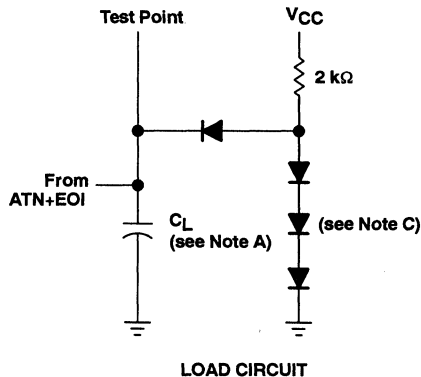 Test Point
VCC
2 kΩ
From
ATN+EOI
CL
(see Note A)
(see Note C)
LOAD CIRCUIT